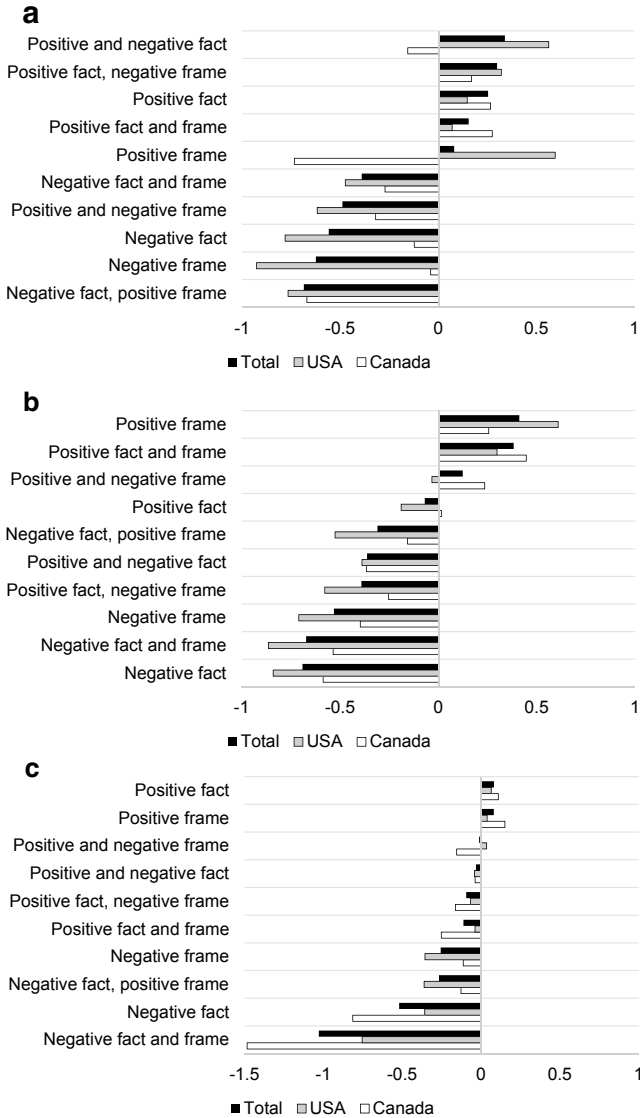 a
Positive and negative fact
Positive fact, negative frame
Positive fact
Positive fact and frame
Positive frame
Negative fact and frame
Positive and negative frame
Negative fact
Negative frame
Negative fact, positive frame
-1 -0.5 0 0.5 1
Total USA Canada
b
Positive frame
Positive fact and frame
Positive and negative frame
Positive fact
Negative fact, positive frame
Positive and negative fact
Positive fact, negative frame
Negative frame
Negative fact and frame
Negative fact
-1 -0.5 0 0.5 1
Total USA Canada
c
Positive fact
Positive frame
Positive and negative frame
Positive and negative fact
Positive fact, negative frame
Positive fact and frame
Negative frame
Negative fact, positive frame
Negative fact
Negative fact and frame
-1.5 -1 -0.5 0 0.5 1
Total USA Canada